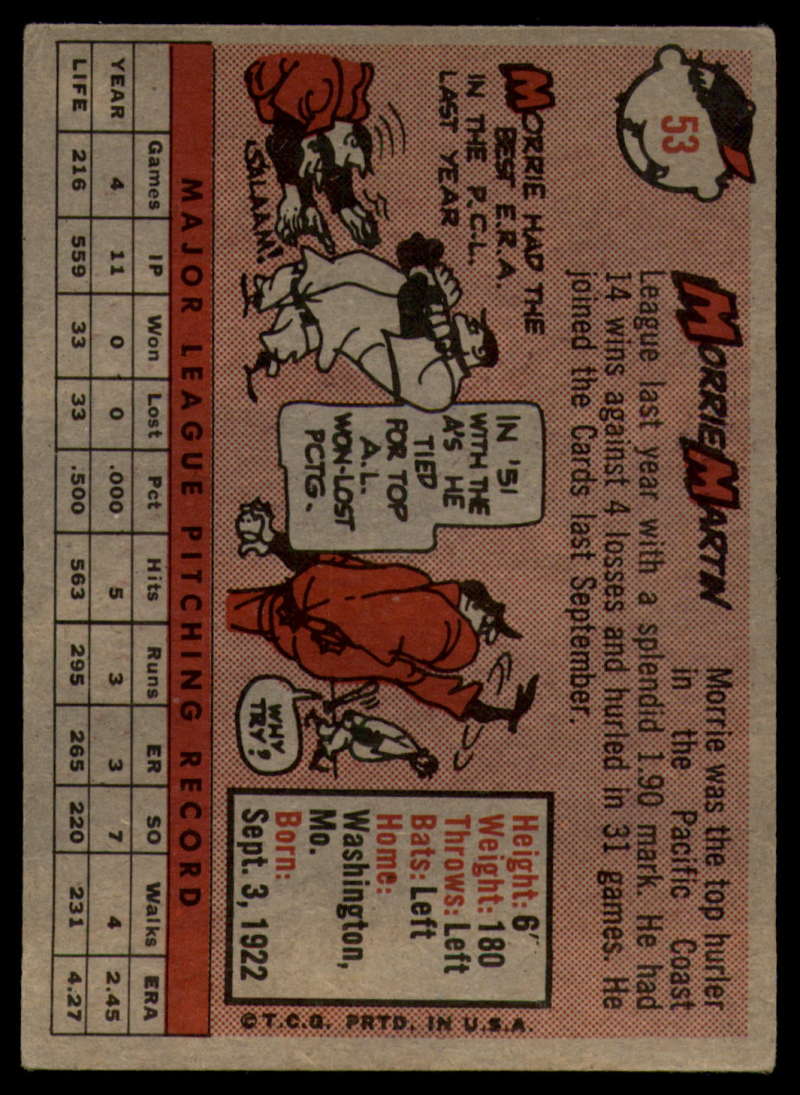 53
MORRIE MARTIN
Morrie was the top hurler
in the Pacific Coast
League last year with a splendid 1.90 mark. He had
14 wins against 4 losses and hurled in 31 games. He
joined the Cards last September.
MORRIE HAD THE
BEST E.R.A.
IN THE P.C.L.
LAST YEAR
SALAAM!
IN '51
WITH THE
A'S HE
TIED
FOR TOP
A.L.
WON-LOST
PCTG.
WHY
TRY?
Height: 6'
Weight: 180
Throws: Left
Bats: Left
Home:
Washington,
Mo.
Born:
Sept. 3, 1922
© T.C.G. PRTD. IN U.S.A.
MAJOR LEAGUE PITCHING RECORD
Games IP Won Lost Pct Hits Runs ER SO Walks ERA
YEAR 4 11 0 0 .000 5 3 3 7 4 2.45
LIFE 216 559 33 33 .500 563 295 265 220 231 4.27